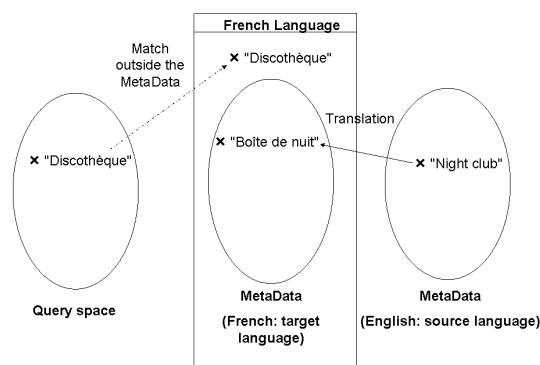 French Language
Match
outside the
MetaData
× "Discothèque"
Translation
× "Discothèque"
× "Boîte de nuit"
× "Night club"
Query space
MetaData
(French: target
language)
MetaData
(English: source language)